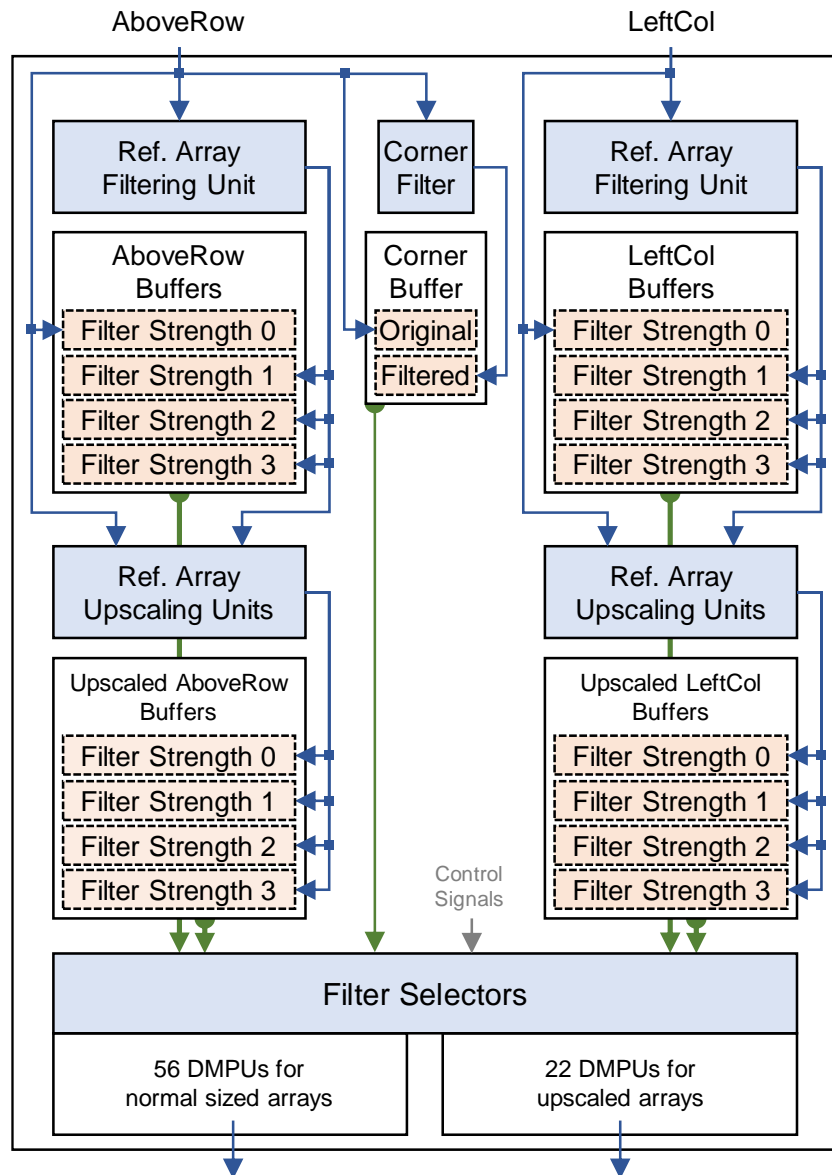 AboveRow
LeftCol
Ref. Array
Filtering Unit
Corner
Filter
Ref. Array
Filtering Unit
AboveRow
Buffers
Filter Strength 0
Filter Strength 1
Filter Strength 2
Filter Strength 3
Corner
Buffer
Original
Filtered
LeftCol
Buffers
Filter Strength 0
Filter Strength 1
Filter Strength 2
Filter Strength 3
Ref. Array
Upscaling Units
Ref. Array
Upscaling Units
Upscaled AboveRow
Buffers
Filter Strength 0
Filter Strength 1
Filter Strength 2
Filter Strength 3
Upscaled LeftCol
Buffers
Filter Strength 0
Filter Strength 1
Filter Strength 2
Filter Strength 3
Control
Signals
Filter Selectors
56 DMPUs for
normal sized arrays
22 DMPUs for
upscaled arrays